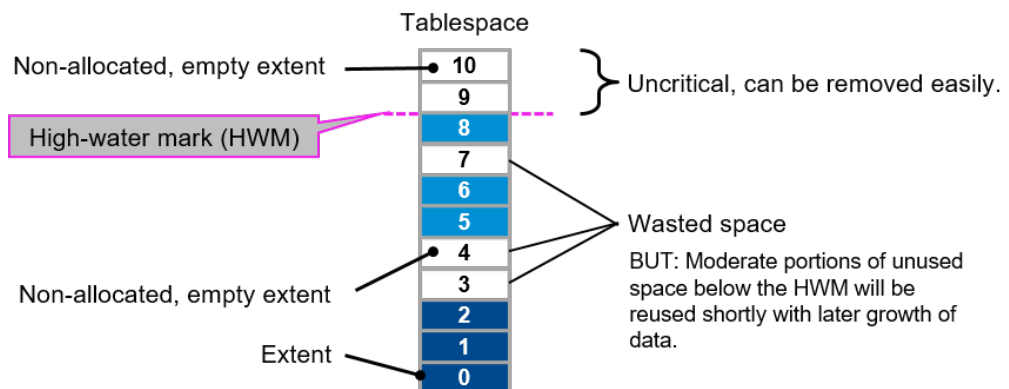 Tablespace
Non-allocated, empty extent
10
Uncritical, can be removed easily.
9
High-water mark (HWM)
8
7
6
5
Wasted space
4
BUT: Moderate portions of unused
space below the HWM will be
reused shortly with later growth of
data.
Non-allocated, empty extent
3
2
1
Extent
0